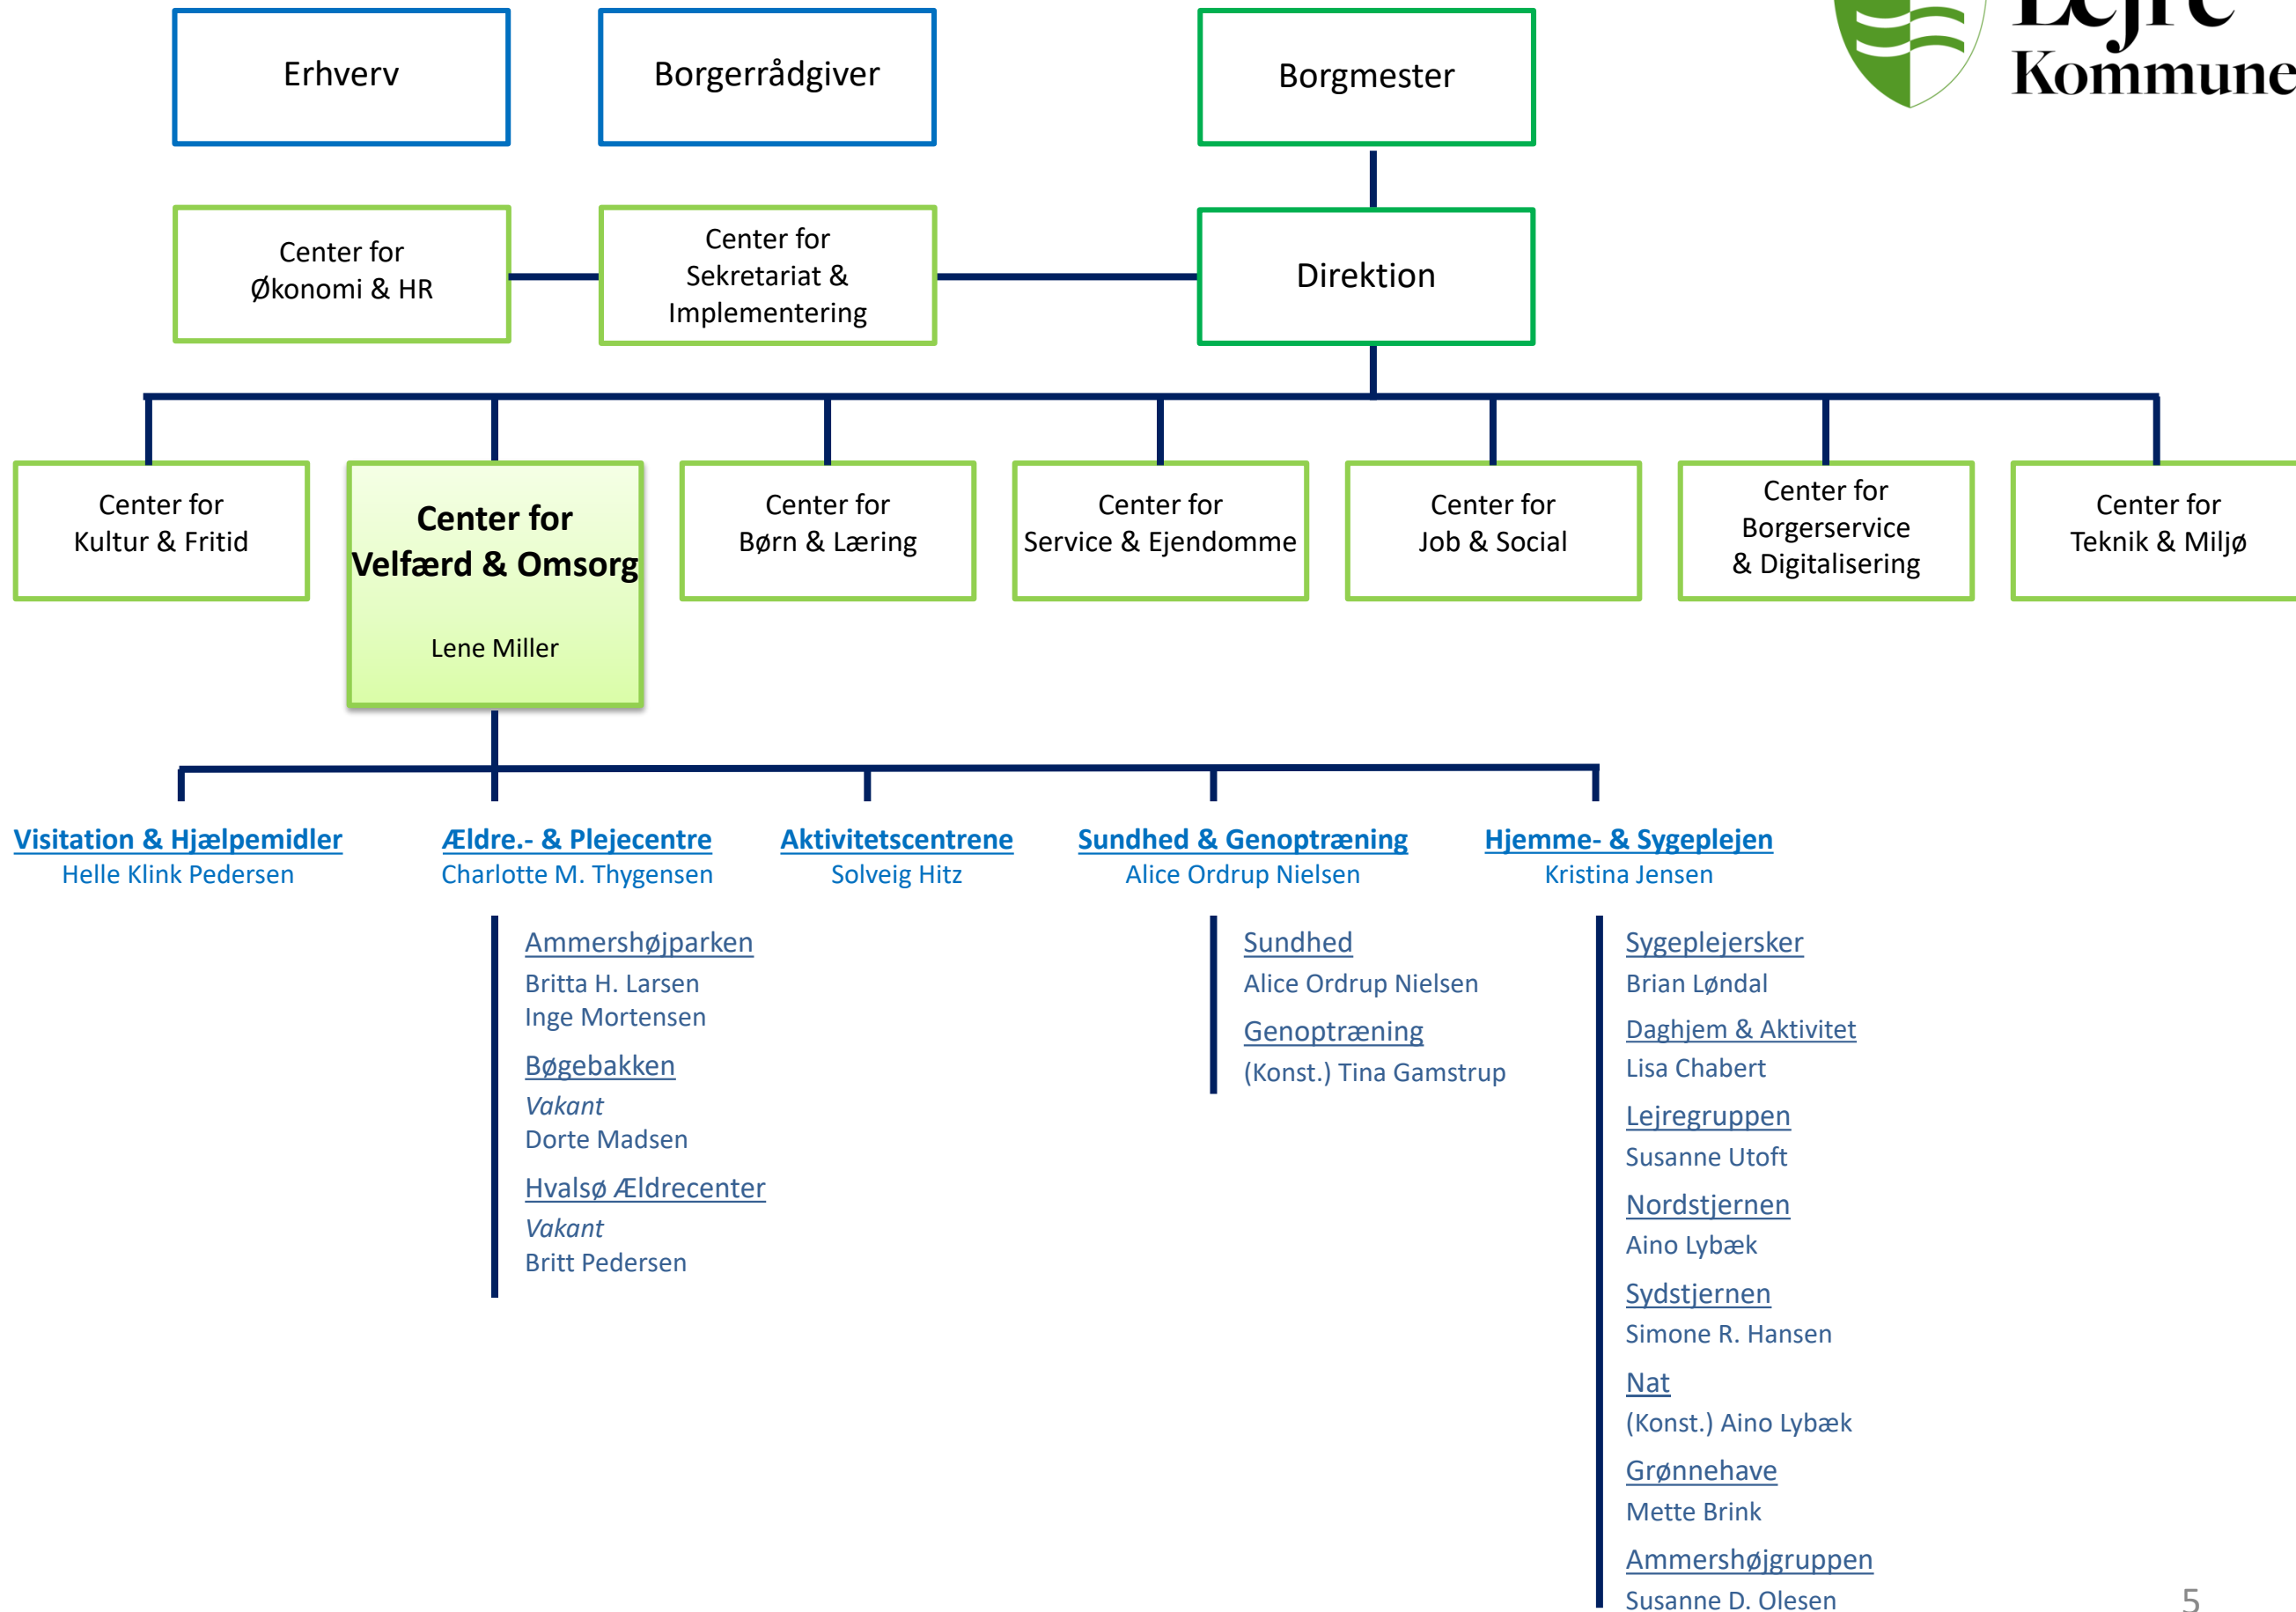 Lejre
Kommune
Erhverv
Borgerrådgiver
Borgmester
Center for
Økonomi & HR
Center for
Sekretariat &
Implementering
Direktion
Center for
Kultur & Fritid
Center for
Velfærd & Omsorg
Lene Miller
Center for
Børn & Læring
Center for
Service & Ejendomme
Center for
Job & Social
Center for
Borgerservice
& Digitalisering
Center for
Teknik & Miljø
Visitation & Hjælpemidler
Helle Klink Pedersen
Ældre.- & Plejecentre
Charlotte M. Thygensen
Ammershøjparken
Britta H. Larsen
Inge Mortensen
Bøgebakken
Vakant
Dorte Madsen
Hvalsø Ældrecenter
Vakant
Britt Pedersen
Aktivitetscentrene
Solveig Hitz
Sundhed & Genoptræning
Alice Ordrup Nielsen
Sundhed
Alice Ordrup Nielsen
Genoptræning
(Konst.) Tina Gamstrup
Hjemme- & Sygeplejen
Kristina Jensen
Sygeplejersker
Brian Løndal
Daghjem & Aktivitet
Lisa Chabert
Lejregruppen
Susanne Utoft
Nordstjernen
Aino Lybæk
Sydstjernen
Simone R. Hansen
Nat
(Konst.) Aino Lybæk
Grønnehave
Mette Brink
Ammershøjgruppen
Susanne D. Olesen
5